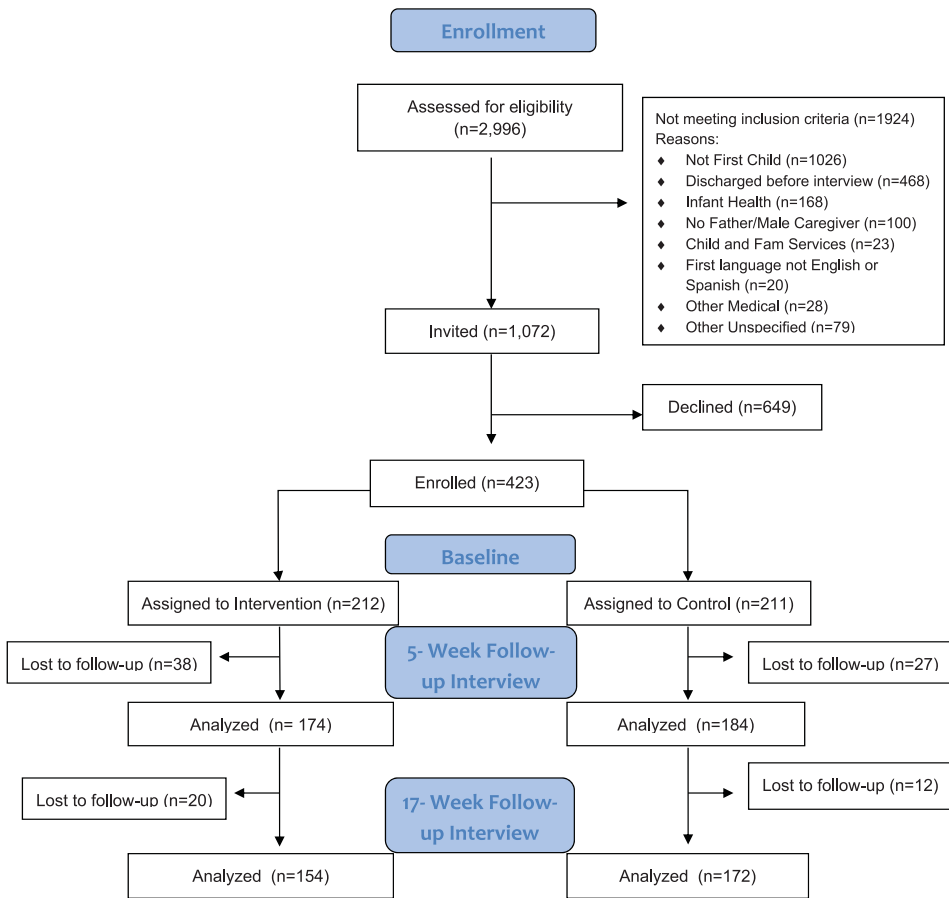 Enrollment
Assessed for eligibility
(n=2,996)
Not meeting inclusion criteria (n=1924)
Reasons:
♦ Not First Child (n=1026)
♦ Discharged before interview (n=468)
♦ Infant Health (n=168)
♦ No Father/Male Caregiver (n=100)
♦ Child and Fam Services (n=23)
♦ First language not English or
Spanish (n=20)
♦ Other Medical (n=28)
♦ Other Unspecified (n=79)
Invited (n=1,072)
Declined (n=649)
Enrolled (n=423)
Baseline
Assigned to Intervention (n=212)
Assigned to Control (n=211)
5- Week Follow-
up Interview
Lost to follow-up (n=38)
Lost to follow-up (n=27)
Analyzed (n= 174)
Analyzed (n=184)
17- Week Follow-
up Interview
Lost to follow-up (n=20)
Lost to follow-up (n=12)
Analyzed (n=154)
Analyzed (n=172)